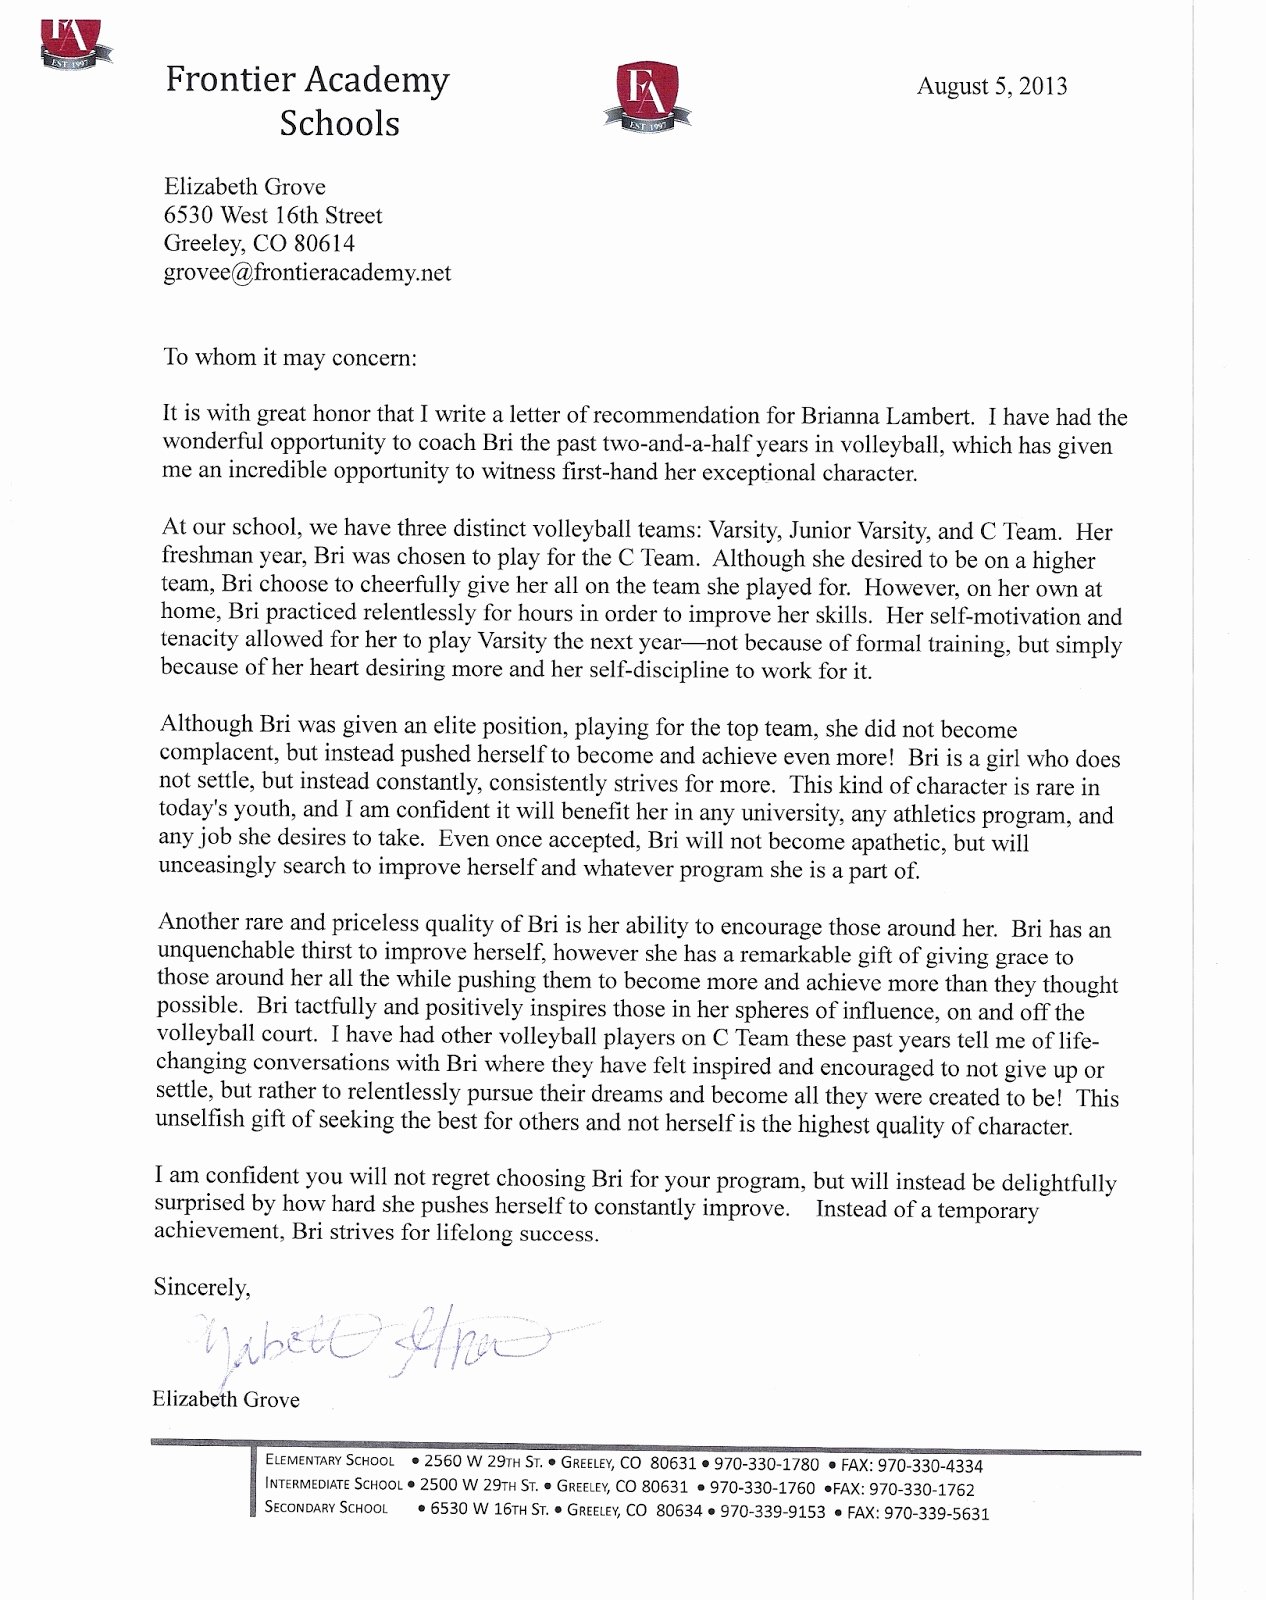 FA
EST. 1997
Frontier Academy
Schools
FA
EST. 1997
August 5, 2013
Elizabeth Grove
6530 West 16th Street
Greeley, CO 80614
grovee@frontieracademy.net
To whom it may concern:
It is with great honor that I write a letter of recommendation for Brianna Lambert.  I have had the
wonderful opportunity to coach Bri the past two-and-a-half years in volleyball, which has given
me an incredible opportunity to witness first-hand her exceptional character.
At our school, we have three distinct volleyball teams: Varsity, Junior Varsity, and C Team.  Her
freshman year, Bri was chosen to play for the C Team.  Although she desired to be on a higher
team, Bri choose to cheerfully give her all on the team she played for.  However, on her own at
home, Bri practiced relentlessly for hours in order to improve her skills.  Her self-motivation and
tenacity allowed for her to play Varsity the next year—not because of formal training, but simply
because of her heart desiring more and her self-discipline to work for it.
Although Bri was given an elite position, playing for the top team, she did not become
complacent, but instead pushed herself to become and achieve even more!  Bri is a girl who does
not settle, but instead constantly, consistently strives for more.  This kind of character is rare in
today's youth, and I am confident it will benefit her in any university, any athletics program, and
any job she desires to take.  Even once accepted, Bri will not become apathetic, but will
unceasingly search to improve herself and whatever program she is a part of.
Another rare and priceless quality of Bri is her ability to encourage those around her.  Bri has an
unquenchable thirst to improve herself, however she has a remarkable gift of giving grace to
those around her all the while pushing them to become more and achieve more than they thought
possible.  Bri tactfully and positively inspires those in her spheres of influence, on and off the
volleyball court.  I have had other volleyball players on C Team these past years tell me of life-
changing conversations with Bri where they have felt inspired and encouraged to not give up or
settle, but rather to relentlessly pursue their dreams and become all they were created to be!  This
unselfish gift of seeking the best for others and not herself is the highest quality of character.
I am confident you will not regret choosing Bri for your program, but will instead be delightfully
surprised by how hard she pushes herself to constantly improve.    Instead of a temporary
achievement, Bri strives for lifelong success.
Sincerely,
Elizabeth Grove
ELEMENTARY SCHOOL • 2560 W 29TH ST. • GREELEY, CO 80631 • 970-330-1780 • FAX: 970-330-4334
INTERMEDIATE SCHOOL • 2500 W 29TH ST. • GREELEY, CO 80631 • 970-330-1760 •FAX: 970-330-1762
SECONDARY SCHOOL • 6530 W 16TH ST. • GREELEY, CO 80634 • 970-339-9153 • FAX: 970-339-5631